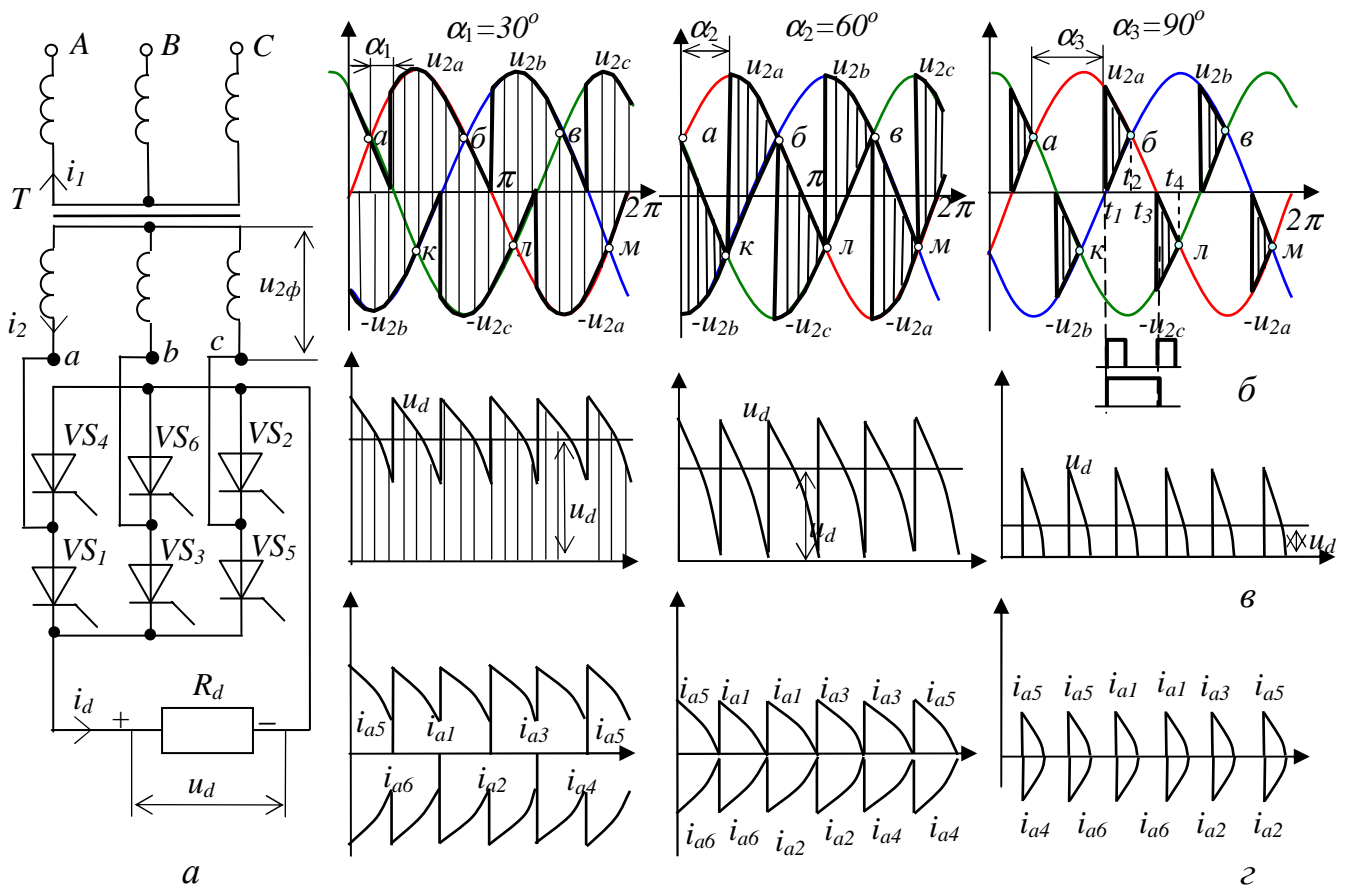 A B C
i1
T
u2ф
i2
a b c
VS4 VS6 VS2
VS1 VS3 VS5
Rd
id + −
ud
а
α1=30º
α1 u2a u2b u2c
а б в
π 2π
к л м
-u2b -u2c -u2a
α2=60º
α2 u2a u2b u2c
а б в
π 2π
к л м
-u2b -u2c -u2a
α3=90º
α3 u2a u2b
а б в
t2 t4
t1 t3 2π
к л м
-u2b -u2c -u2a
б
ud
ud
ud
ud
ud
ud
в
ia5 ia1 ia3 ia5
ia6 ia2 ia4
ia5 ia1 ia1 ia3 ia3 ia5
ia6 ia6 ia2 ia2 ia4 ia4
ia5 ia5 ia1 ia1 ia3 ia5
ia4 ia6 ia6 ia2 ia2
г